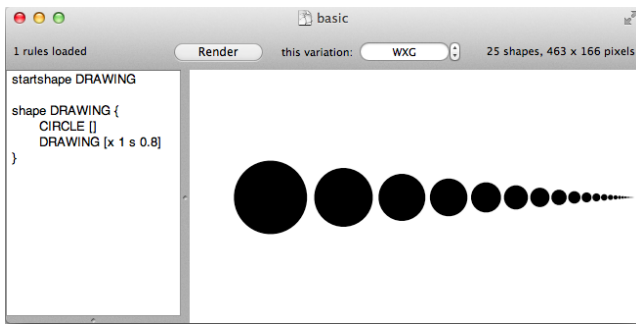 basic
1 rules loaded Render this variation: WXG 25 shapes, 463 x 166 pixels
startshape DRAWING
shape DRAWING {
CIRCLE []
DRAWING [x 1 s 0.8]
}